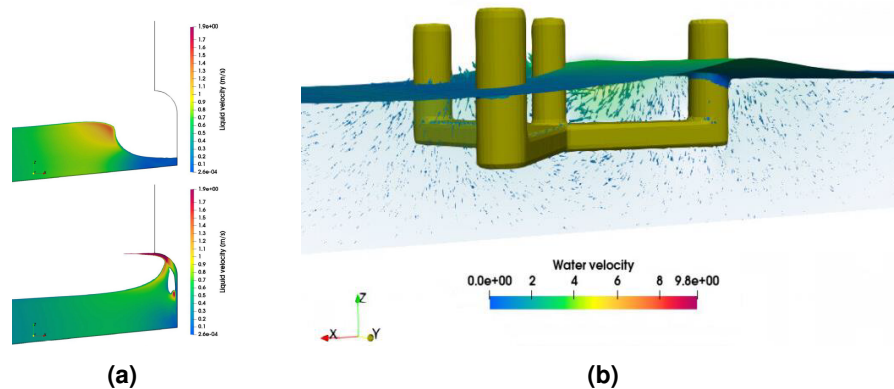 1.9e+00
1.7
1.6
1.5
1.4
1.3
1.2
1.1
1
0.9
0.8
0.7
0.6
0.5
0.4
0.3
0.2
0.1
2.6e-04
Liquid velocity (m/s)
1.9e+00
1.7
1.6
1.5
1.4
1.3
1.2
1.1
1
0.9
0.8
0.7
0.6
0.5
0.4
0.3
0.2
0.1
2.6e-04
Liquid velocity (m/s)
(a)
Water velocity
0.0e+00 2 4 6 8 9.8e+00
Z
X Y
(b)